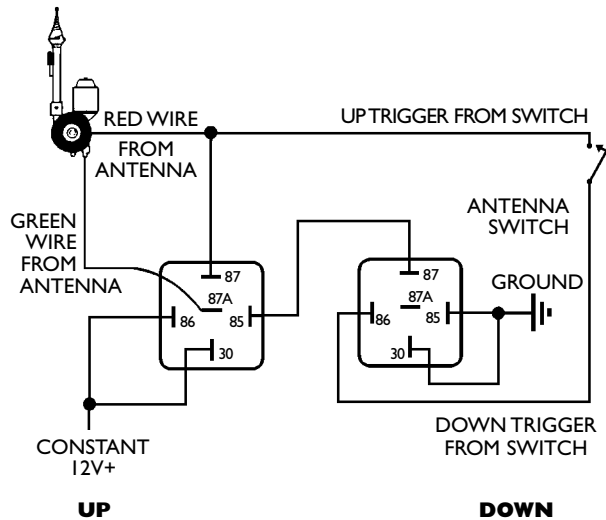 RED WIRE
FROM
ANTENNA
UP TRIGGER FROM SWITCH
GREEN
WIRE
FROM
ANTENNA
ANTENNA
SWITCH
87
87A
86
85
30
87
87A
86
85
30
GROUND
CONSTANT
12V+
DOWN TRIGGER
FROM SWITCH
UP
DOWN